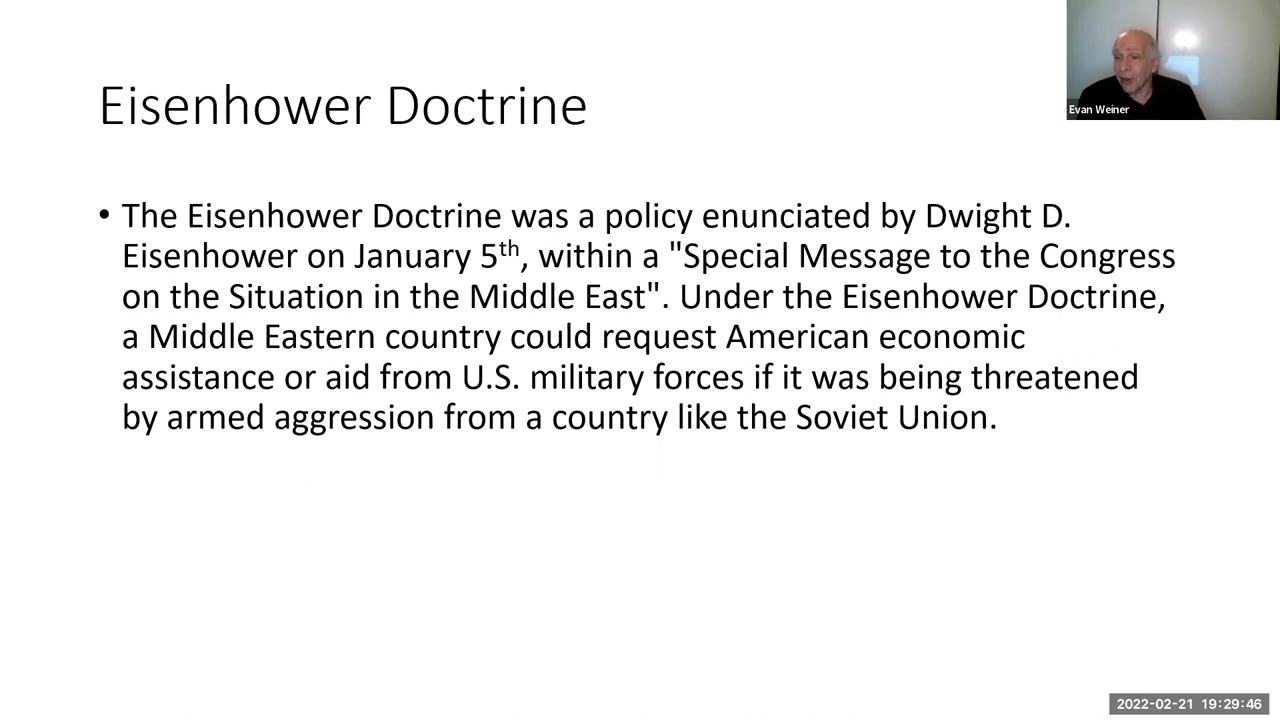 Eisenhower Doctrine
Evan Weiner
• The Eisenhower Doctrine was a policy enunciated by Dwight D.
Eisenhower on January 5th, within a "Special Message to the Congress
on the Situation in the Middle East". Under the Eisenhower Doctrine,
a Middle Eastern country could request American economic
assistance or aid from U.S. military forces if it was being threatened
by armed aggression from a country like the Soviet Union.
2022-02-21 19:29:46